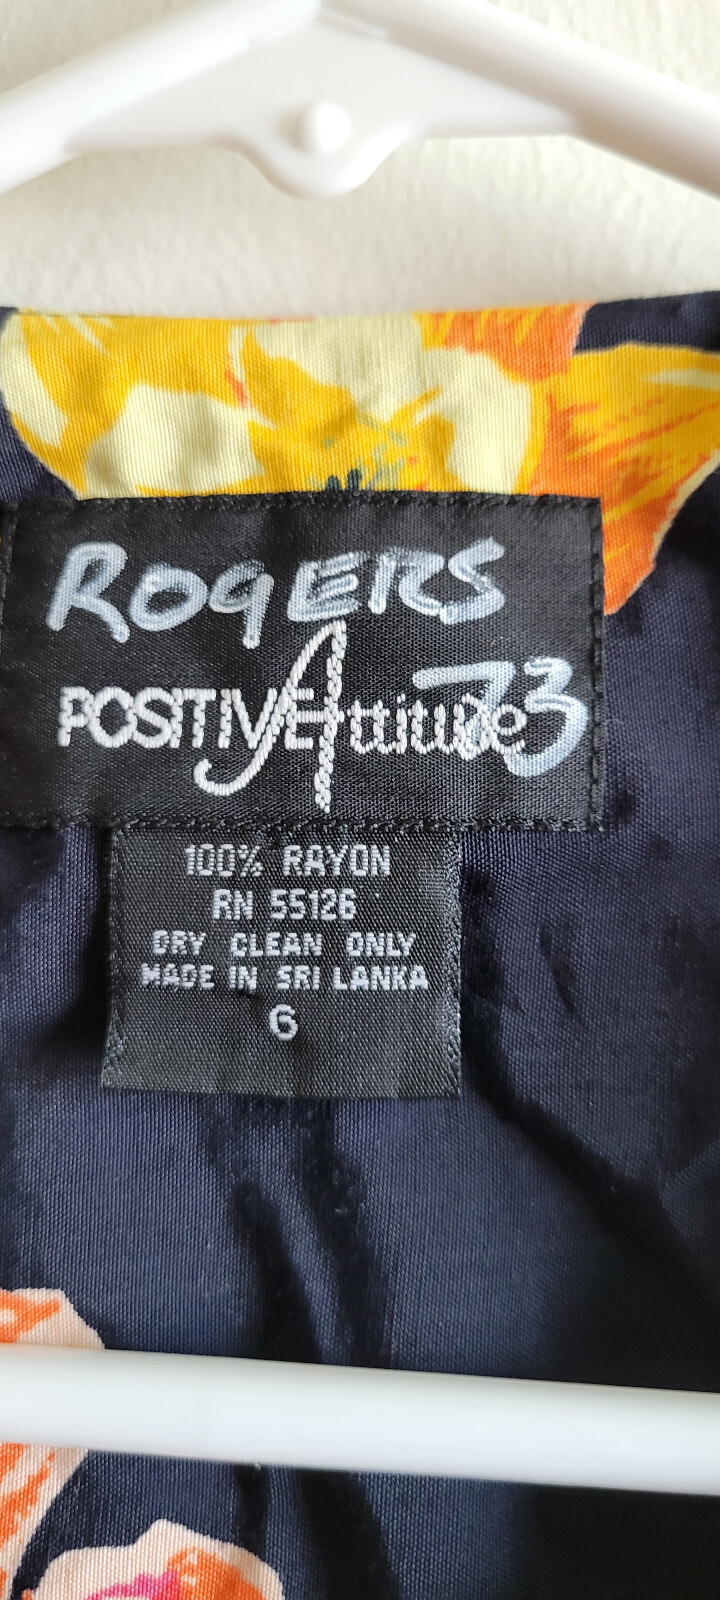 ROGERS
POSITIVE Attitude
73
100% RAYON
RN 55126
DRY CLEAN ONLY
MADE IN SRI LANKA
6